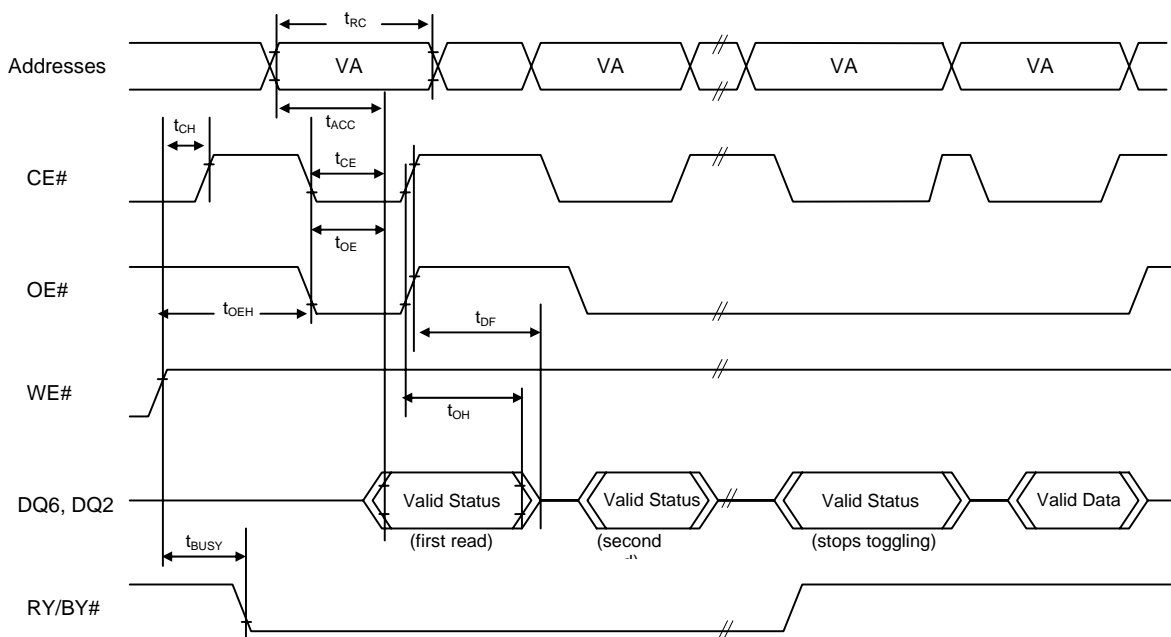 tRC
Addresses VA VA VA VA
tACC
tCH
tCE
CE#
tOE
OE#
tOEH
tDF
WE#
tOH
DQ6, DQ2 Valid Status Valid Status Valid Status Valid Data
(first read) (second (stops toggling)
tBUSY
RY/BY#